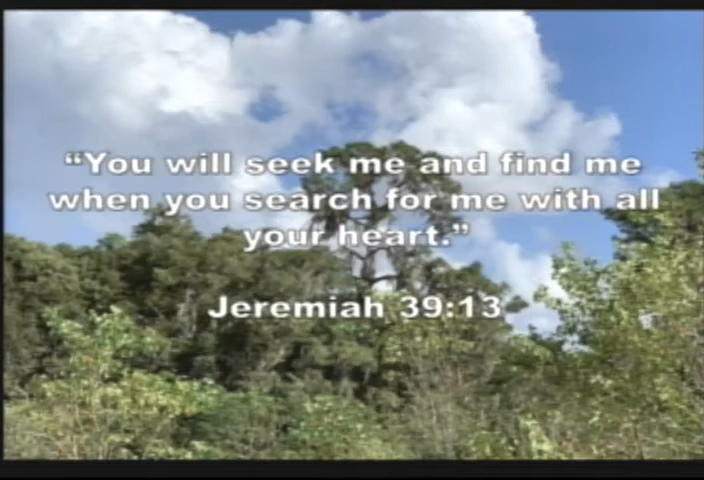 “You will seek me and find me
when you search for me with all
your heart.”
Jeremiah 39:13